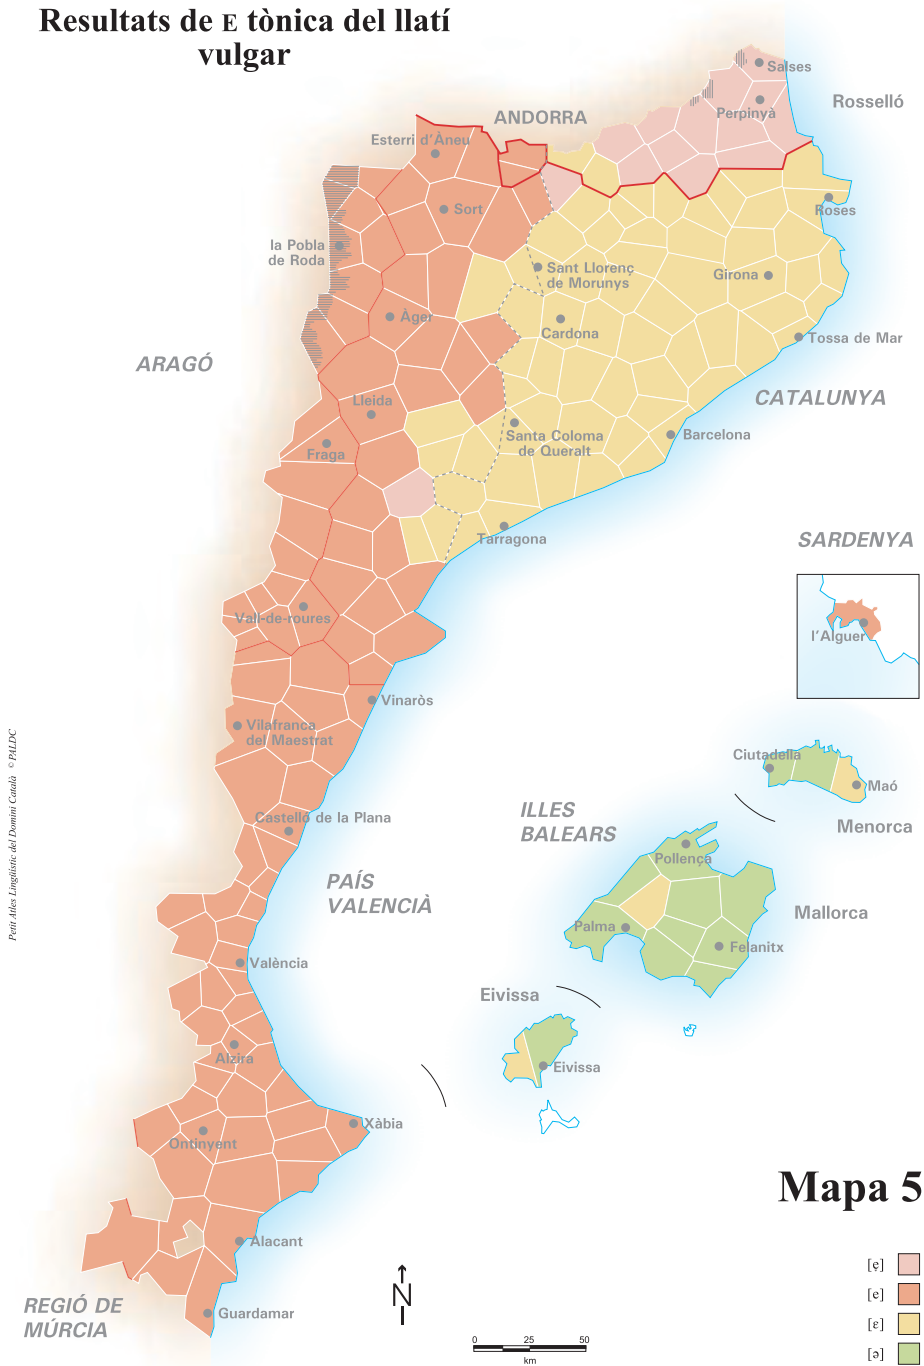 Resultats de E tònica del llatí
vulgar
Salses
Rosselló
Perpinyà
ANDORRA
Esterri d'Àneu
Roses
Sort
la Pobla
de Roda
Sant Llorenç
de Morunys
Girona
Àger
Cardona
Tossa de Mar
ARAGÓ
CATALUNYA
Lleida
Santa Coloma
de Queralt
Barcelona
Fraga
Tarragona
SARDENYA
l'Alguer
Vall-de-roures
Vinaròs
Vilafranca
del Maestrat
Petit Atles Lingüístic del Domini Català © PALDC
Ciutadella
Maó
Menorca
ILLES
BALEARS
Castelló de la Plana
Pollença
PAÍS
VALENCIÀ
Mallorca
Palma
Felanitx
València
Eivissa
Alzira
Eivissa
Xàbia
Ontinyent
Mapa 5
Alacant
[ẹ]
[e]
[ɛ]
[ə]
REGIÓ DE
MÚRCIA
Guardamar
N
0 25 50
km